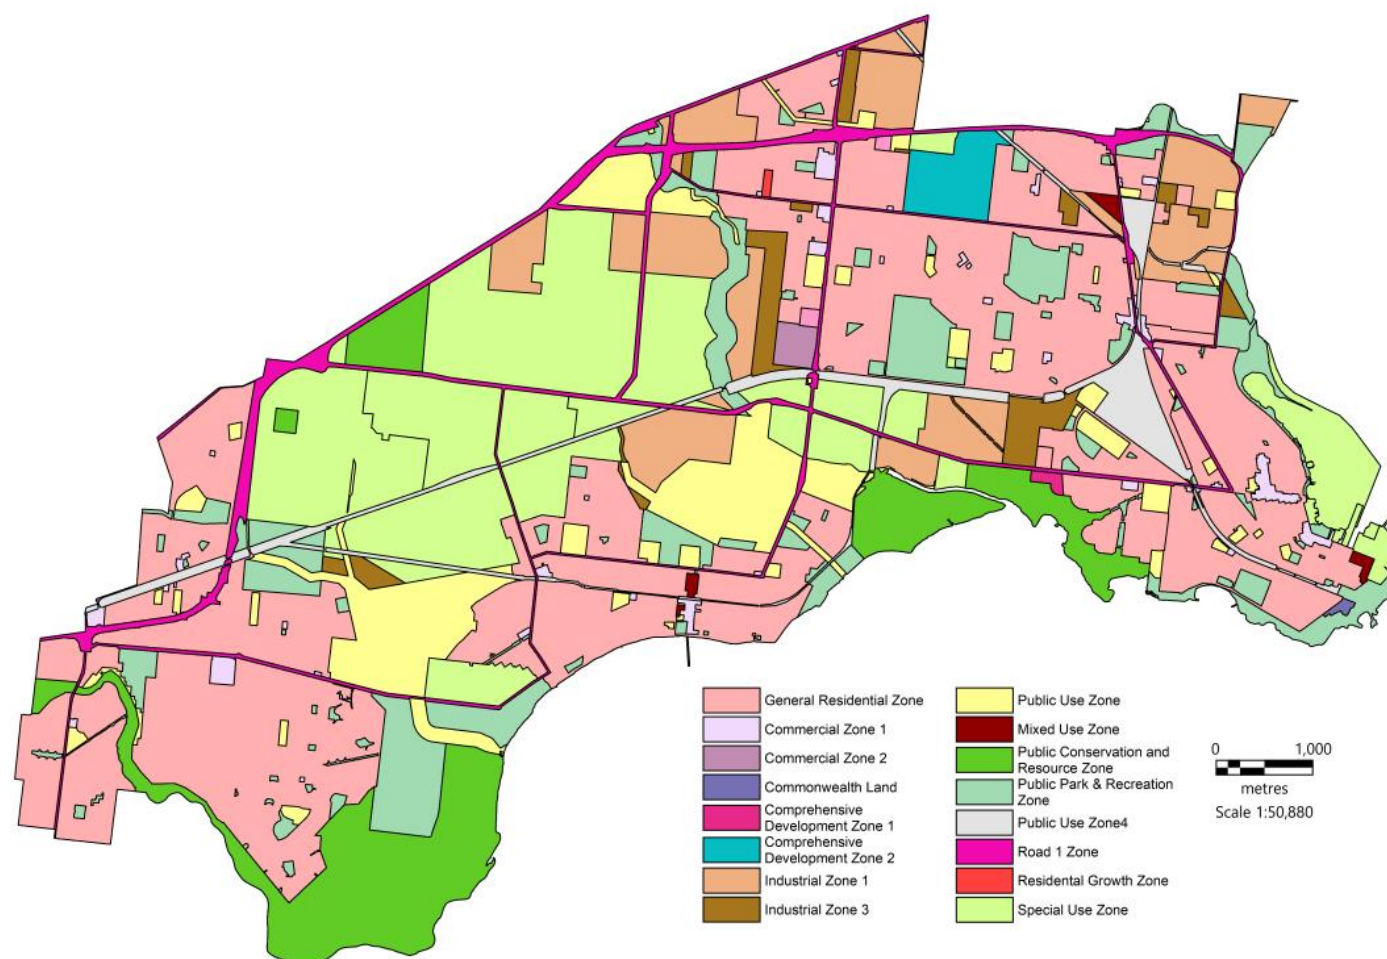 General Residential Zone
Commercial Zone 1
Commercial Zone 2
Commonwealth Land
Comprehensive
Development Zone 1
Comprehensive
Development Zone 2
Industrial Zone 1
Industrial Zone 3
Public Use Zone
Mixed Use Zone
Public Conservation and
Resource Zone
Public Park & Recreation
Zone
Public Use Zone4
Road 1 Zone
Residental Growth Zone
Special Use Zone
0 1,000
metres
Scale 1:50,880